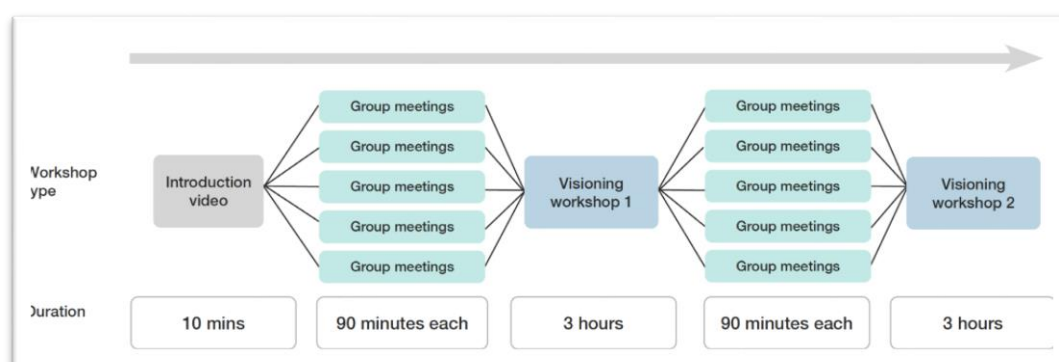 Group meetings
Group meetings
Group meetings
Group meetings
Group meetings
Introduction
video
Visioning
workshop 1
Group meetings
Group meetings
Group meetings
Group meetings
Group meetings
Visioning
workshop 2
10 mins
90 minutes each
3 hours
90 minutes each
3 hours